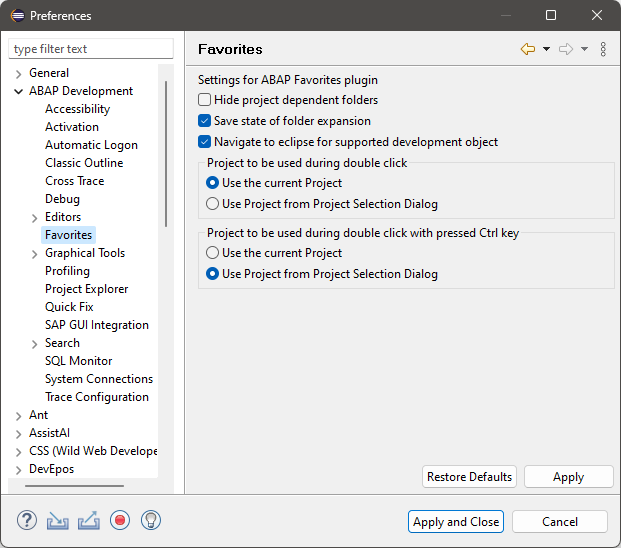 Preferences
type filter text
General
ABAP Development
Accessibility
Activation
Automatic Logon
Classic Outline
Cross Trace
Debug
Editors
Favorites
Graphical Tools
Profiling
Project Explorer
Quick Fix
SAP GUI Integration
Search
SQL Monitor
System Connections
Trace Configuration
Ant
AssistAI
CSS (Wild Web Develope
DevEpos
Favorites
Settings for ABAP Favorites plugin
Hide project dependent folders
Save state of folder expansion
Navigate to eclipse for supported development object
Project to be used during double click
Use the current Project
Use Project from Project Selection Dialog
Project to be used during double click with pressed Ctrl key
Use the current Project
Use Project from Project Selection Dialog
Restore Defaults
Apply
Apply and Close
Cancel